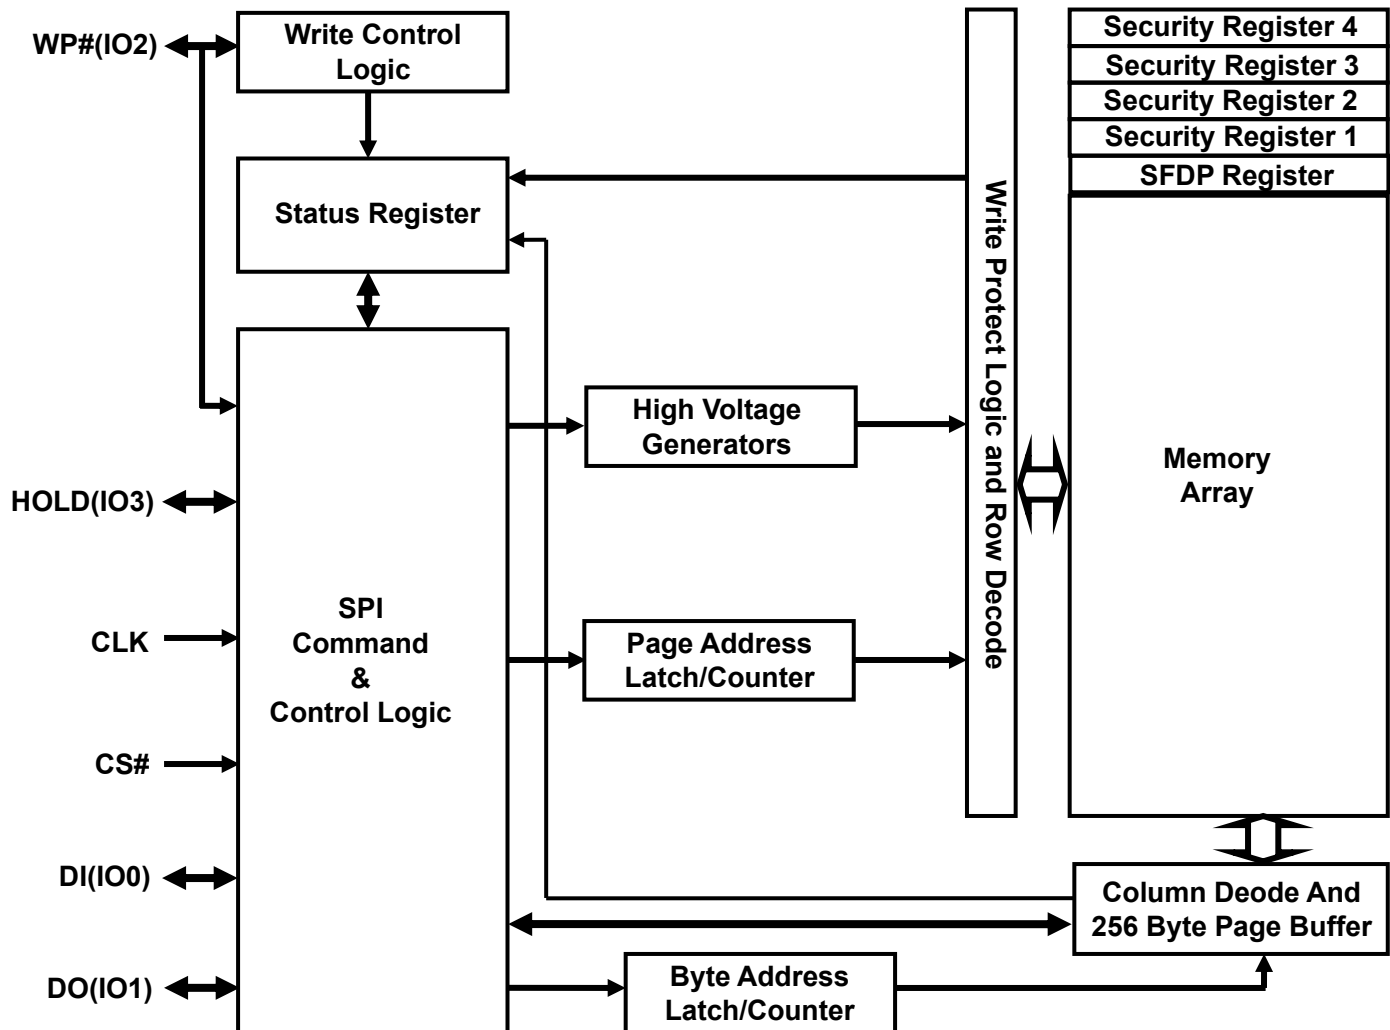 WP#(IO2)
Write Control
Logic
Security Register 4
Security Register 3
Security Register 2
Security Register 1
SFDP Register
Status Register
Write Protect Logic and Row Decode
High Voltage
Generators
Memory
Array
HOLD(IO3)
SPI
Command
&
Control Logic
CLK
Page Address
Latch/Counter
CS#
DI(IO0)
Column Deode And
256 Byte Page Buffer
DO(IO1)
Byte Address
Latch/Counter